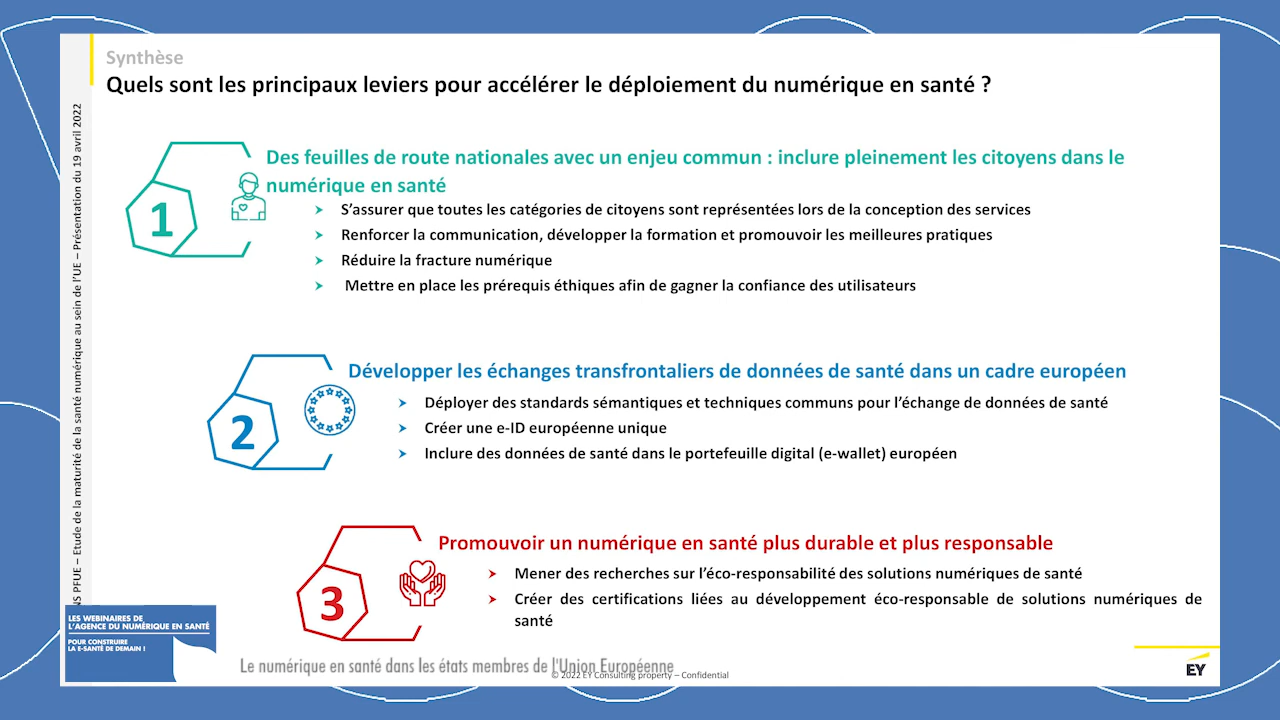 Synthèse
Quels sont les principaux leviers pour accélérer le déploiement du numérique en santé ?
NS PFUE – Etude de la maturité de la santé numérique au sein de l'UE – Présentation du 19 avril 2022
1
Des feuilles de route nationales avec un enjeu commun : inclure pleinement les citoyens dans le
numérique en santé
S'assurer que toutes les catégories de citoyens sont représentées lors de la conception des services
Renforcer la communication, développer la formation et promouvoir les meilleures pratiques
Réduire la fracture numérique
Mettre en place les prérequis éthiques afin de gagner la confiance des utilisateurs
2
Développer les échanges transfrontaliers de données de santé dans un cadre européen
Déployer des standards sémantiques et techniques communs pour l'échange de données de santé
Créer une e-ID européenne unique
Inclure des données de santé dans le portefeuille digital (e-wallet) européen
3
Promouvoir un numérique en santé plus durable et plus responsable
Mener des recherches sur l'éco-responsabilité des solutions numériques de santé
Créer des certifications liées au développement éco-responsable de solutions numériques de
santé
LES WEBINAIRES DE
L'AGENCE DU NUMÉRIQUE EN SANTÉ
POUR CONSTRUIRE
LA E-SANTÉ DE DEMAIN !
Le numérique en santé dans les états membres de l'Union Européenne
© 2022 EY Consulting property – Confidential
EY